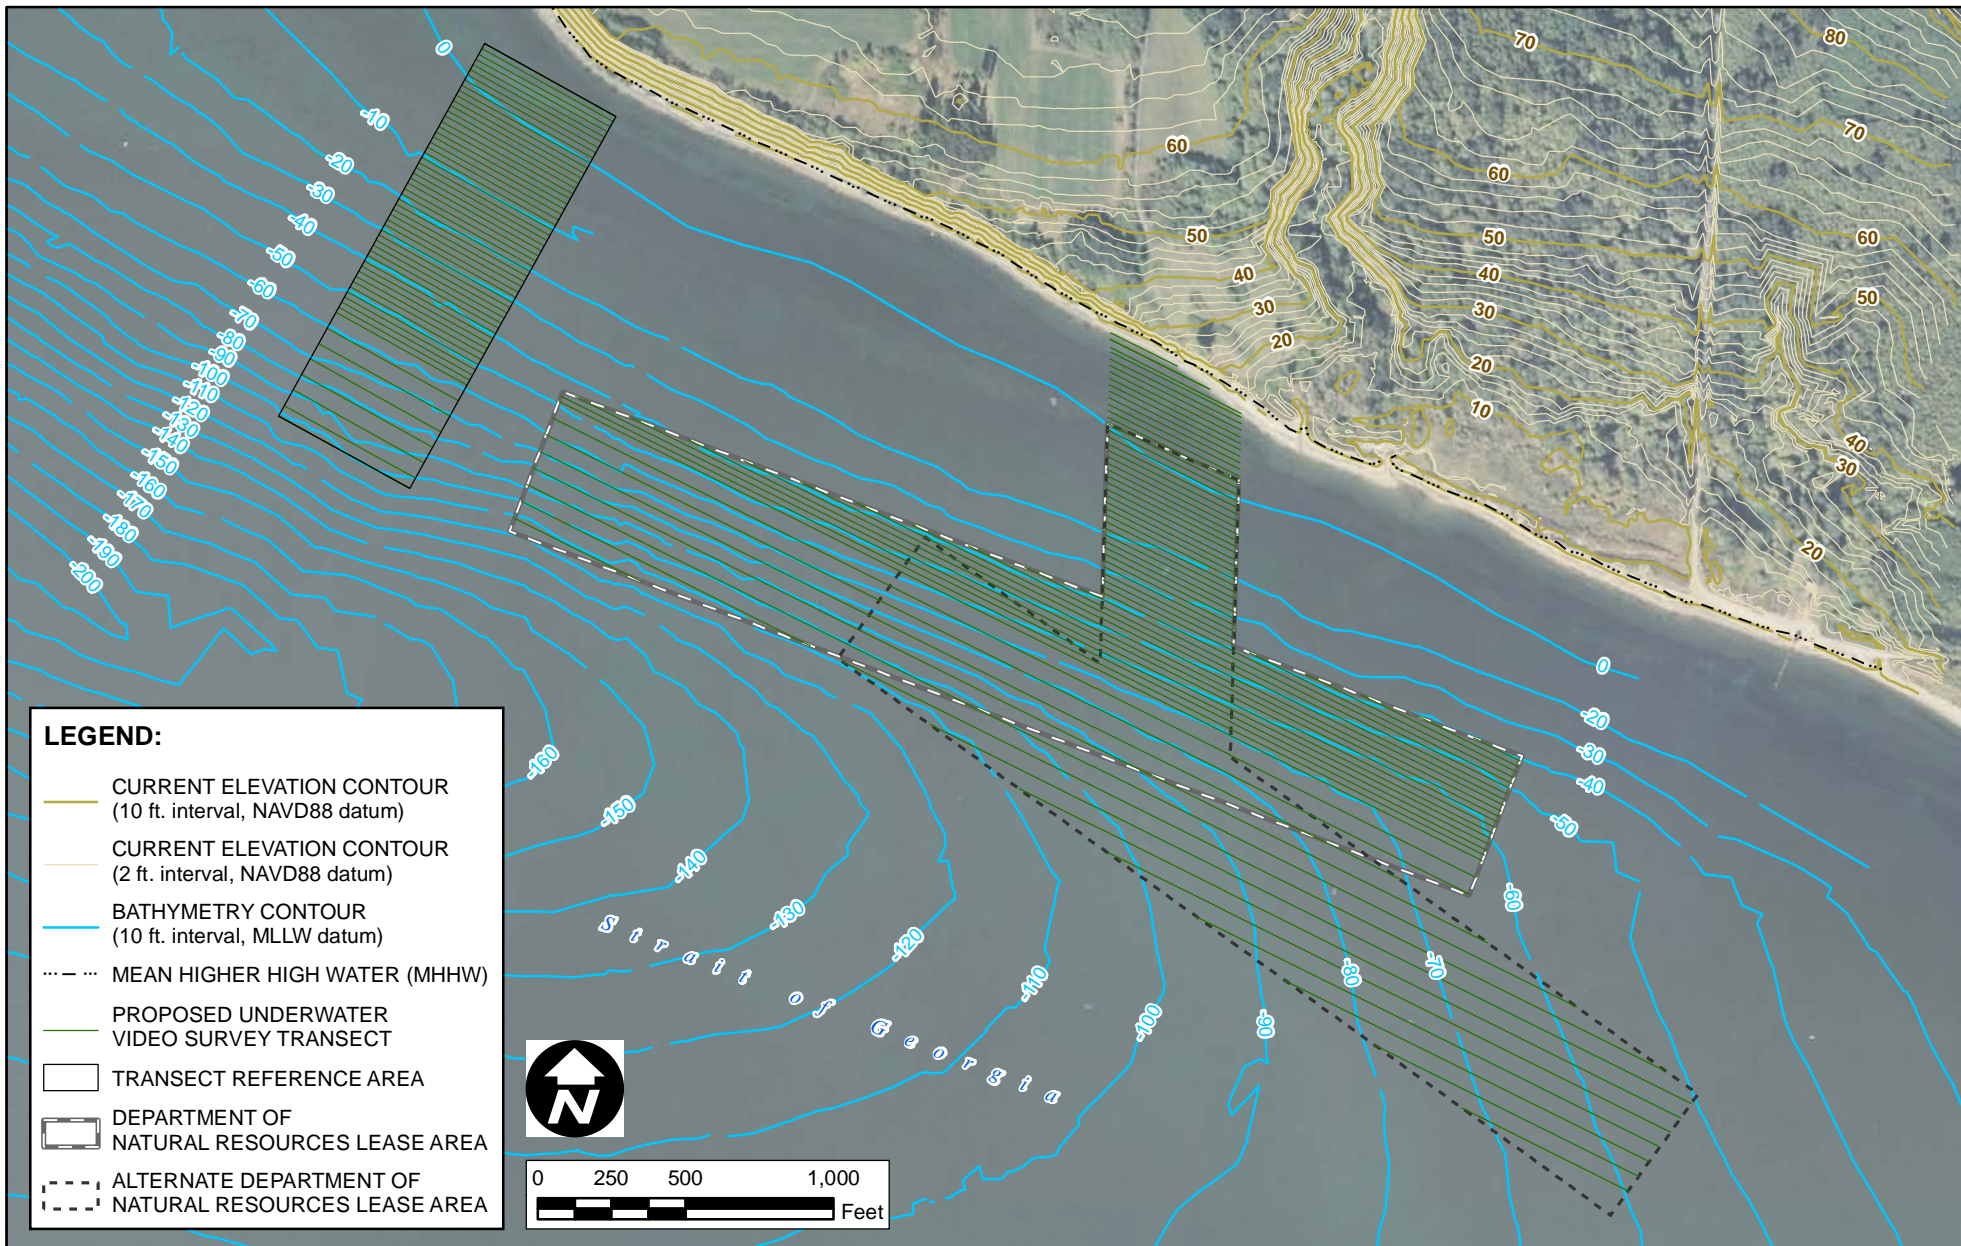 0
-10
-20
-30
-40
-50
-60
-70
-80
-90
-100
-110
-120
-130
-140
-150
-160
-170
-180
-190
-200
70
80
60
70
60
50
50
60
40
40
50
30
30
20
20
10
40
30
20
0
-20
-30
-40
-50
-60
-70
-80
-90
-100
-110
-120
-130
-140
-150
-160
Strait of Georgia
LEGEND:
CURRENT ELEVATION CONTOUR
(10 ft. interval, NAVD88 datum)
CURRENT ELEVATION CONTOUR
(2 ft. interval, NAVD88 datum)
BATHYMETRY CONTOUR
(10 ft. interval, MLLW datum)
MEAN HIGHER HIGH WATER (MHHW)
PROPOSED UNDERWATER
VIDEO SURVEY TRANSECT
TRANSECT REFERENCE AREA
DEPARTMENT OF
NATURAL RESOURCES LEASE AREA
ALTERNATE DEPARTMENT OF
NATURAL RESOURCES LEASE AREA
N
0 250 500 1,000
Feet